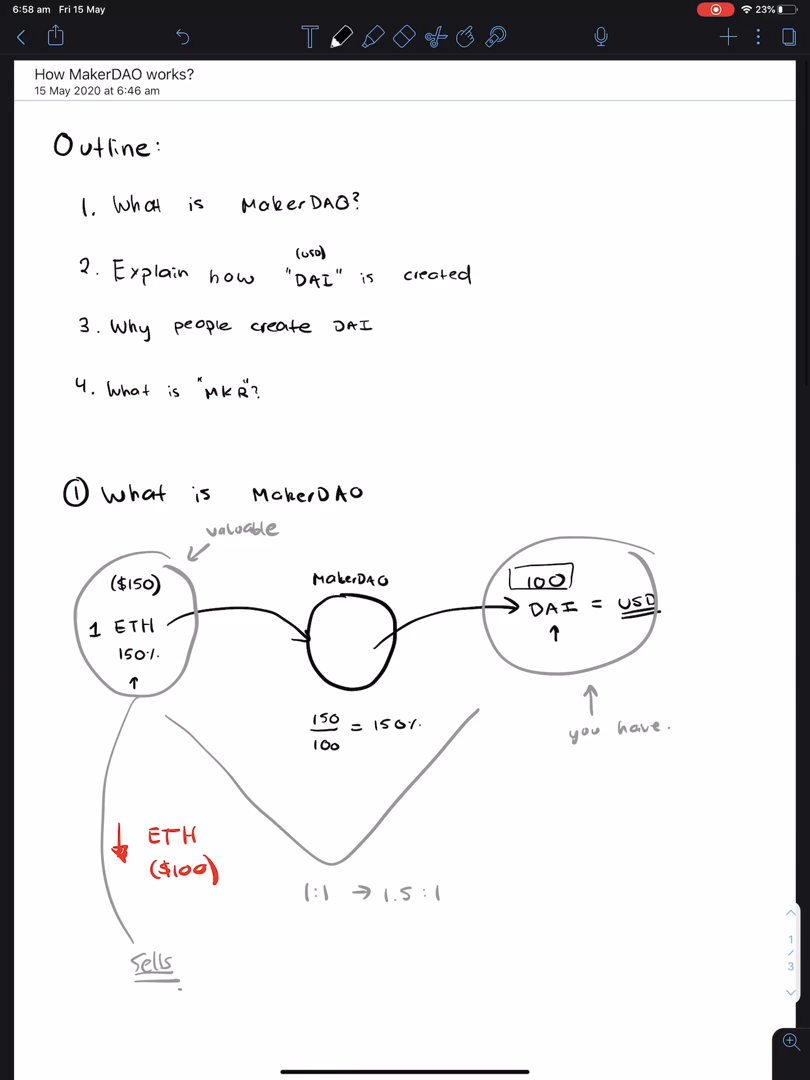 6:58 am Fri 15 May
23%
How MakerDAO works?
15 May 2020 at 6:46 am
Outline:
1. What is MakerDAO?
(USD)
2. Explain how "DAI" is created
3. Why people create DAI
4. What is "MKR"?
① What is MakerDAO
valuable
($150)
1 ETH
150%
MakerDAO
100
DAI = USD
150
100
= 150%
you have.
↓ ETH
($100)
1:1 → 1.5:1
Sells
1
/
3